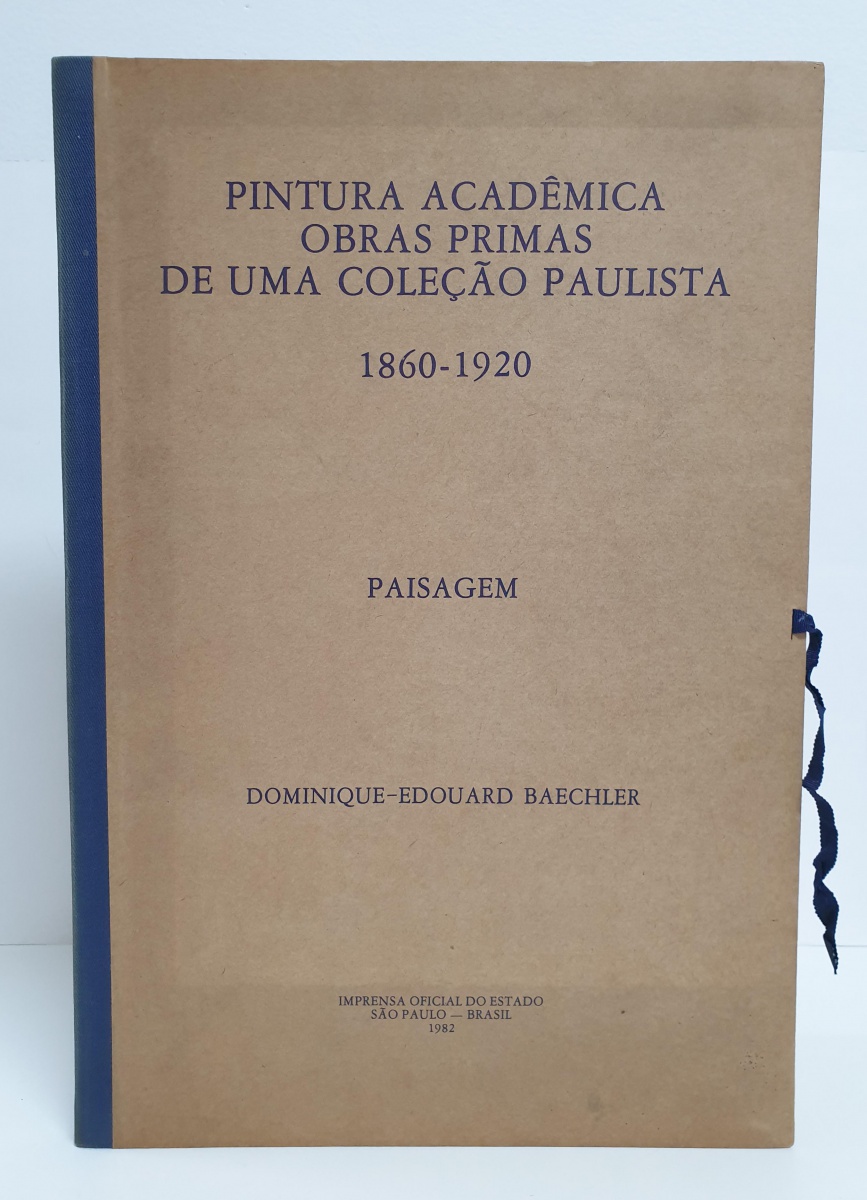 PINTURA ACADÊMICA
OBRAS PRIMAS
DE UMA COLEÇÃO PAULISTA
1860-1920
PAISAGEM
DOMINIQUE-EDOUARD BAECHLER
IMPRENSA OFICIAL DO ESTADO
SÃO PAULO — BRASIL
1982